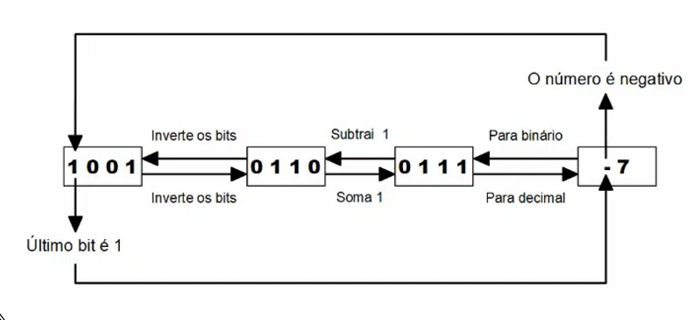 O número é negativo
Inverte os bits
Subtrai 1
Para binário
1 0 0 1
0 1 1 0
0 1 1 1
- 7
Inverte os bits
Soma 1
Para decimal
Último bit é 1